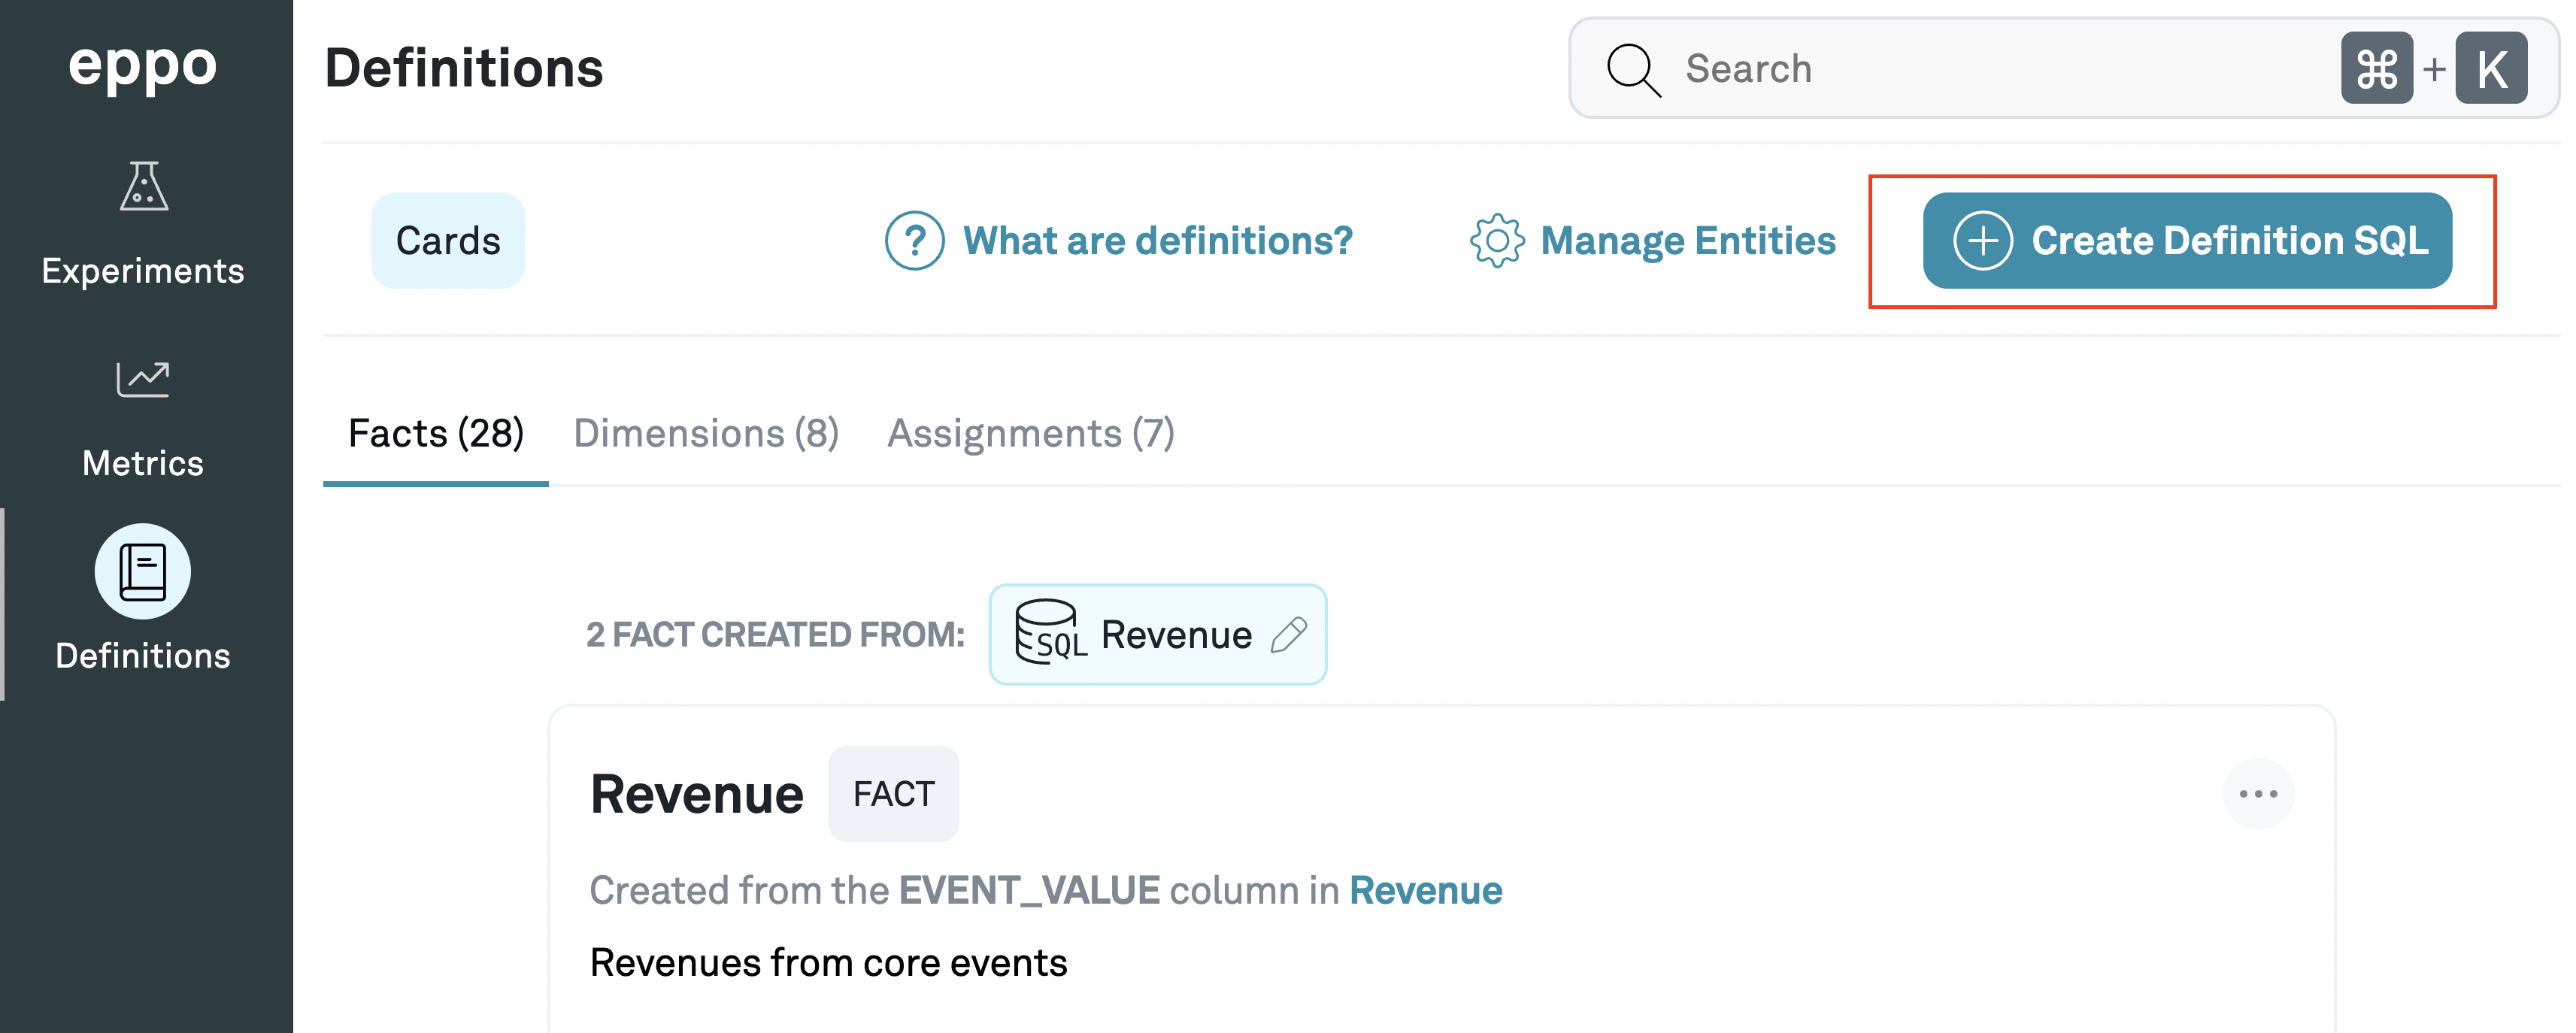 eppo
Experiments
Metrics
Definitions
Definitions
Search
⌘ + K
Cards
? What are definitions?
Manage Entities
Create Definition SQL
Facts (28)
Dimensions (8)
Assignments (7)
2 FACT CREATED FROM:
SQL Revenue
Revenue FACT
Created from the EVENT_VALUE column in Revenue
Revenues from core events